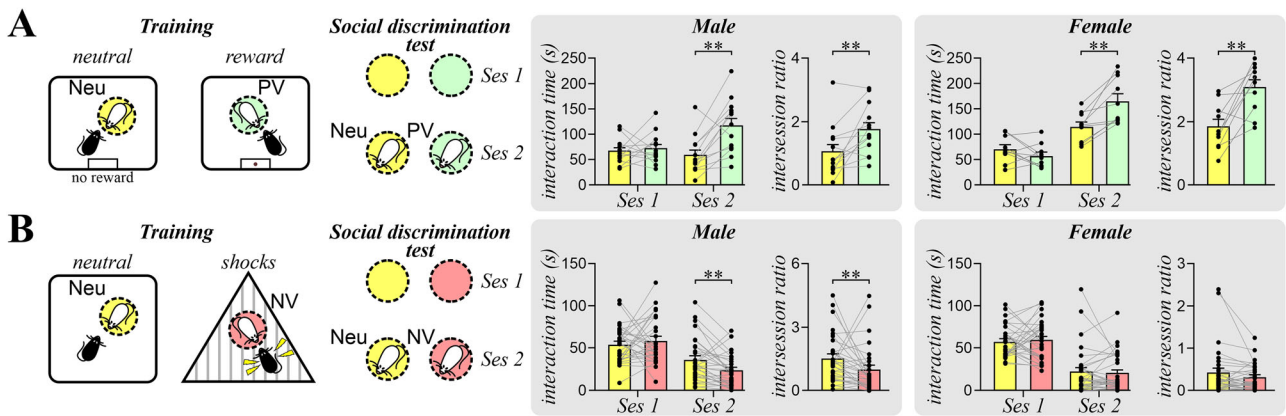 A
Training
neutral
reward
Neu
PV
no reward
Social discrimination
test
Ses 1
Neu
PV
Ses 2
Male
interaction time (s)
250
200
150
100
50
0
**
Ses 1
Ses 2
intersession ratio
4
2
0
**
Female
interaction time (s)
250
200
150
100
50
0
**
Ses 1
Ses 2
intersession ratio
4
2
0
**
B
Training
neutral
shocks
Neu
NV
Social discrimination
test
Ses 1
Neu
NV
Ses 2
Male
interaction time (s)
150
100
50
0
**
Ses 1
Ses 2
intersession ratio
6
3
0
**
Female
interaction time (s)
150
100
50
0
Ses 1
Ses 2
intersession ratio
3
2
1
0